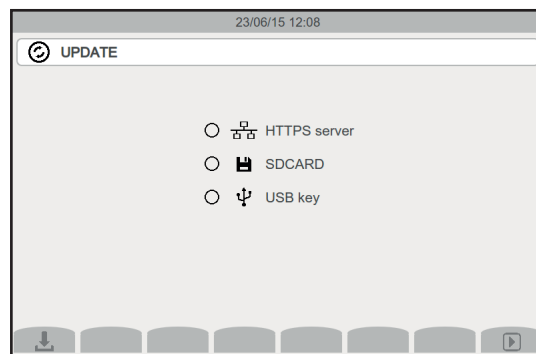 23/06/15 12:08
UPDATE
HTTPS server
SDCARD
USB key